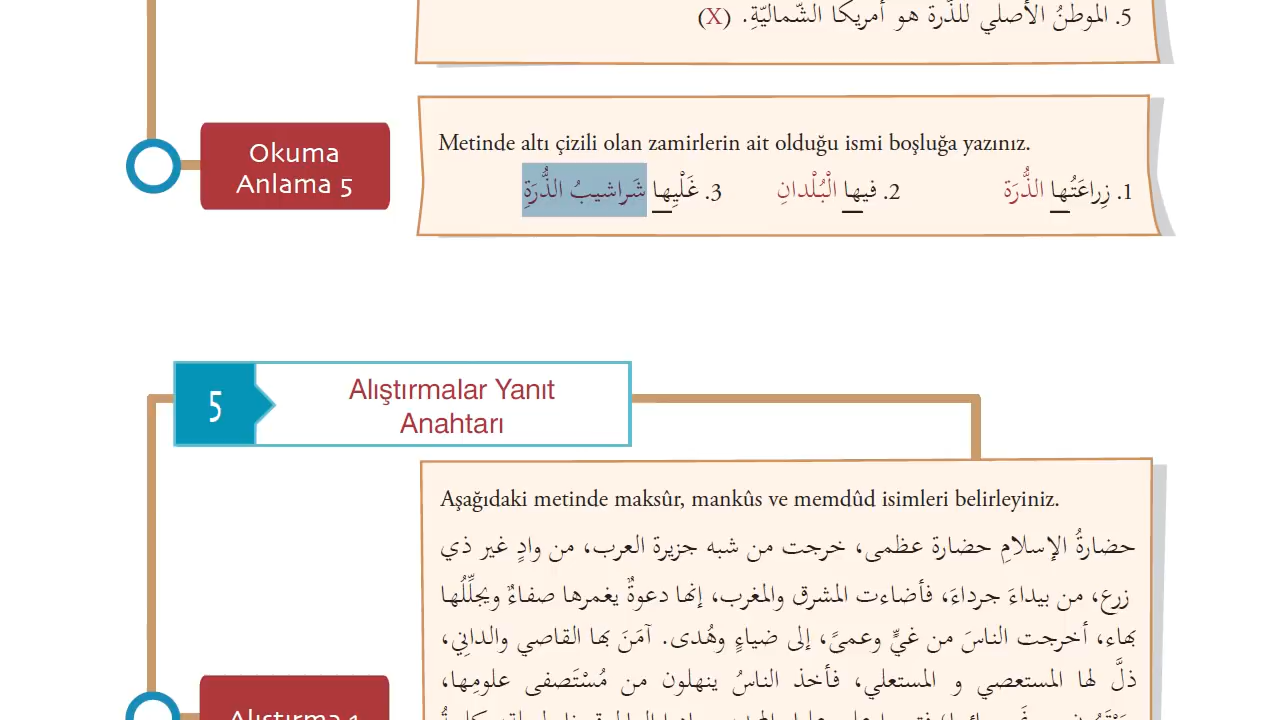 5. الموطنُ الأصلي للذّرة هو أمريكا الشّماليّةِ. (X)
Okuma
Anlama 5
Metinde altı çizili olan zamirlerin ait olduğu ismi boşluğa yazınız.
1. زِراعَتُها الذُّرَة 2. فيها الْبُلْدانِ 3. غَلْيِها شَراشيبُ الذُّرَةِ
5
Alıştırmalar Yanıt
Anahtarı
Aşağıdaki metinde maksûr, mankûs ve memdûd isimleri belirleyiniz.
حضارةُ الإسلامِ حضارة عظمى، خرجت من شبه جزيرة العرب، من وادٍ غير ذي
زرع، من بيداءَ جرداءَ، فأضاءت المشرق والمغرب، إنها دعوةٌ يغمرها صفاءٌ ويجلِّلُها
بهاء، أخرجت الناسَ من غيٍّ وعمىً، إلى ضياءٍ وهُدى. آمَنَ بها القاصي والدانِي،
ذلَّ لها المستعصي و المستعلي، فأخذ الناسُ ينهلون من مُسْتَصفى علومِها،
Alıştırma 1